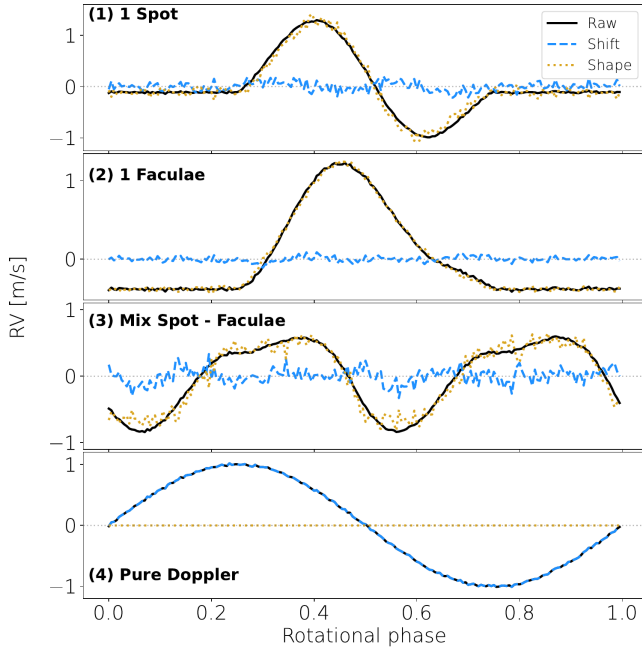 (1) 1 Spot
Raw
Shift
Shape
1
0
−1
(2) 1 Faculae
1
0
(3) Mix Spot - Faculae
1
0
−1
(4) Pure Doppler
1
0
−1
RV [m/s]
0.0 0.2 0.4 0.6 0.8 1.0
Rotational phase